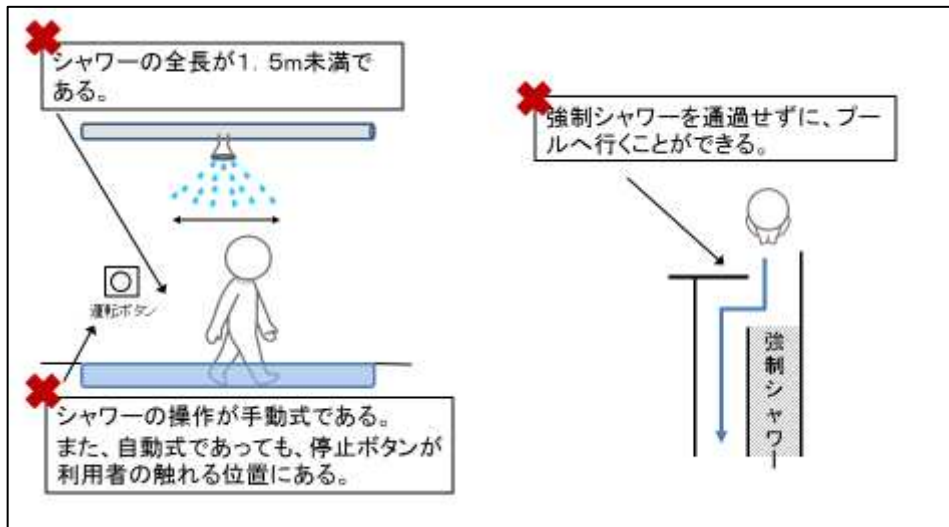 シャワーの全長が1．5m未満で
ある。
運転ボタン
シャワーの操作が手動式である。
また、自動式であっても、停止ボタンが
利用者の触れる位置にある。
強制シャワーを通過せずに、プー
ルへ行くことができる。
強制シャワー